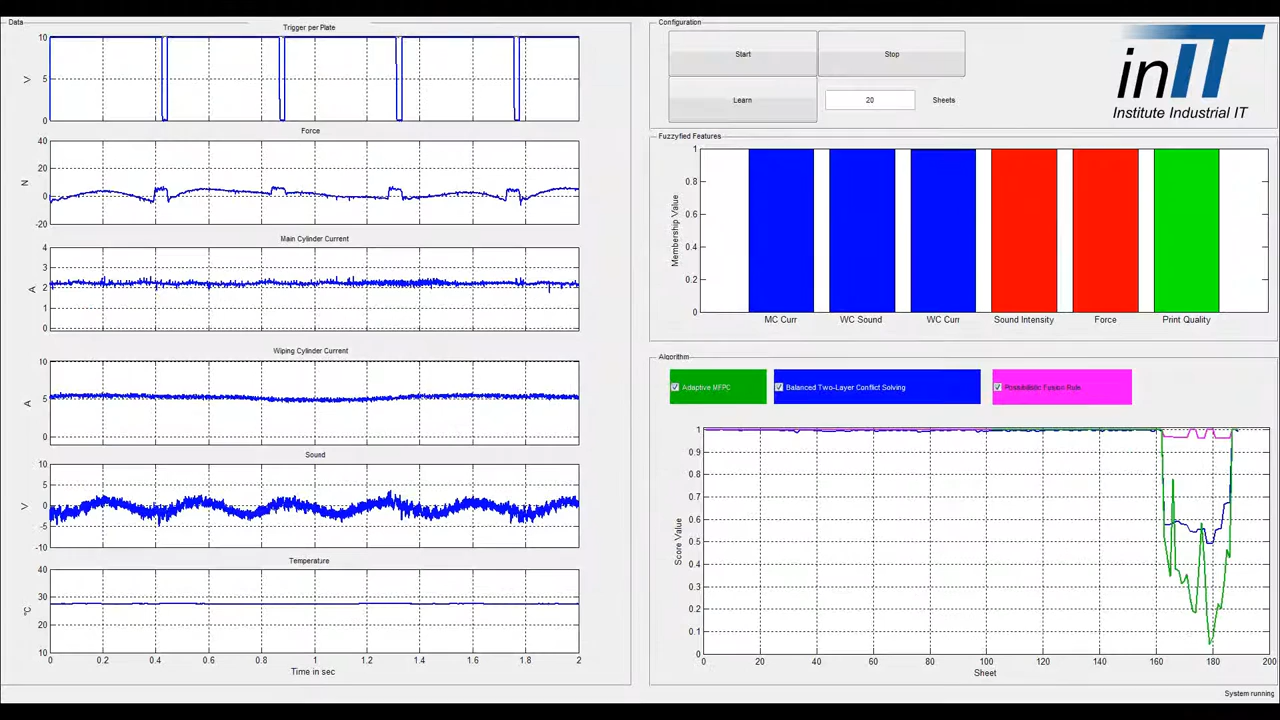 Data
Trigger per Plate
10
5
0
V
Force
40
20
0
-20
N
Main Cylinder Current
4
3
2
1
0
A
Wiping Cylinder Current
10
5
0
A
Sound
10
5
0
-5
-10
V
Temperature
40
30
20
10
°C
0 0.2 0.4 0.6 0.8 1 1.2 1.4 1.6 1.8 2
Time in sec
Configuration
Start
Stop
Learn
20
Sheets
inIT
Institute Industrial IT
Fuzzyfied Features
1
0.8
0.6
0.4
0.2
0
Membership Value
MC Curr WC Sound WC Curr Sound Intensity Force Print Quality
Algorithm
Adaptive MFPC
Balanced Two-Layer Conflict Solving
Possibilistic Fusion Rule
1
0.9
0.8
0.7
0.6
0.5
0.4
0.3
0.2
0.1
0
Score Value
0 20 40 60 80 100 120 140 160 180 200
Sheet
System running